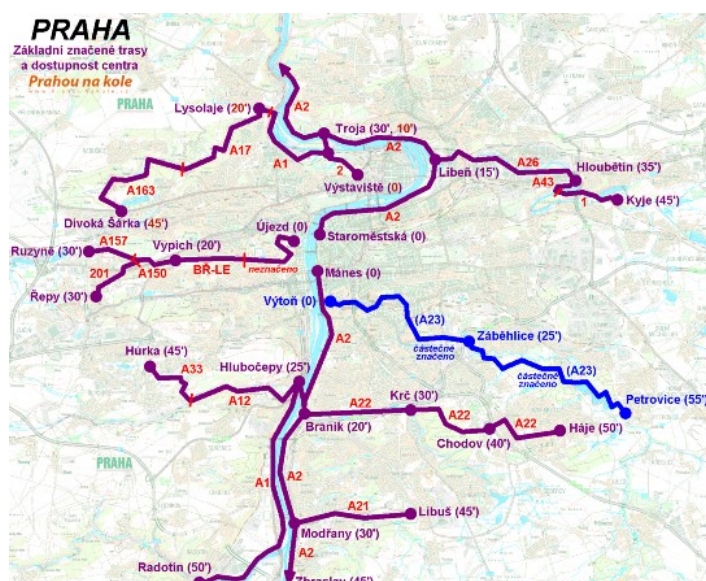 PRAHA
Základní značené trasy
a dostupnost centra
Prahou na kole
PRAHA
A2
Lysolaje (20')
Troja (30', 10')
A17
A1
A2
A26
2
Libeň (15')
Hloubětín (35')
A163
Výstaviště (0)
A43
1
Kyje (45')
Divoká Šárka (45')
Újezd (0)
A2
A157
Staroměstská (0)
Ruzyně (30')
Vypich (20')
201
A150
BŘ-LE
neznačeno
Mánes (0)
Řepy (30')
Výtoň (0)
(A23)
A2
Záběhlice (25')
částečně
značeno
Hůrka (45')
A33
Hlubočepy (25')
částečně
značeno
(A23)
A12
Krč (30')
Petrovice (55')
A22
Braník (20')
A22
A22
Chodov (40')
Háje (50')
PRAHA
A1
A2
A21
Libuš (45')
Modřany (30')
A2
Radotín (50')
Zbraslav (45')